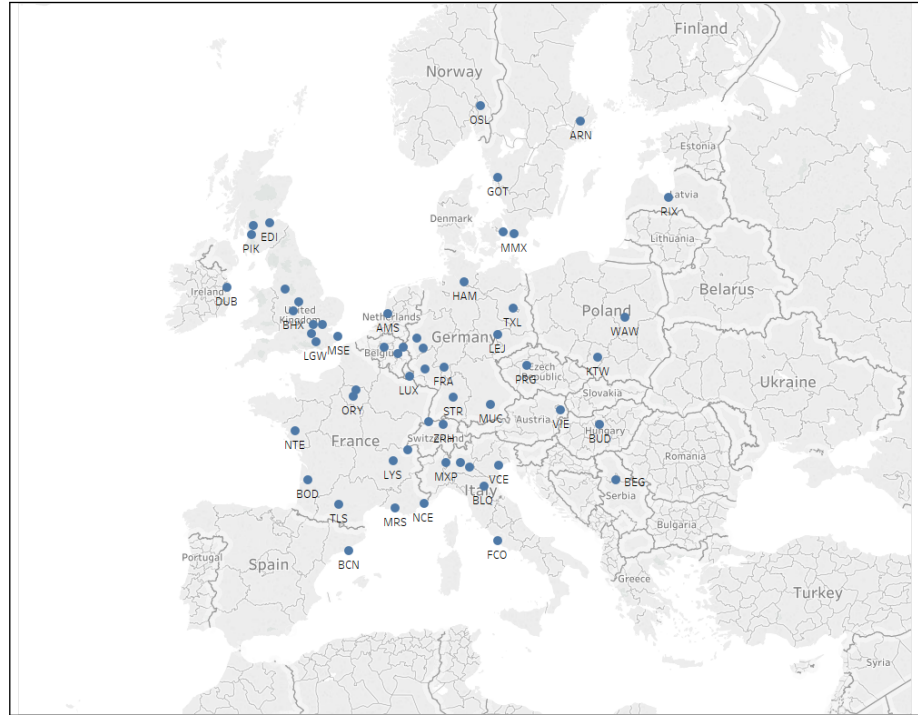 Finland
Norway
OSL
ARN
Estonia
GOT
Latvia
RIX
Denmark
EDI
PIK
MMX
Lithuania
Ireland
DUB
HAM
Belarus
United
Kingdom
BHX
Netherlands
AMS
TXL
Poland
WAW
MSE
LGW
Germany
LEJ
Belgium
KTW
PRG
Czech
Republic
LUX
FRA
Ukraine
Slovakia
ORY
STR
MUC
Austria
VIE
NTE
France
Switzerland
ZRH
Hungary
BUD
Romania
LYS
MXP
VCE
BOD
Italy
BLQ
BEG
Serbia
TLS
MRS
NCE
Bulgaria
Portugal
Spain
BCN
FCO
Greece
Turkey
Syria